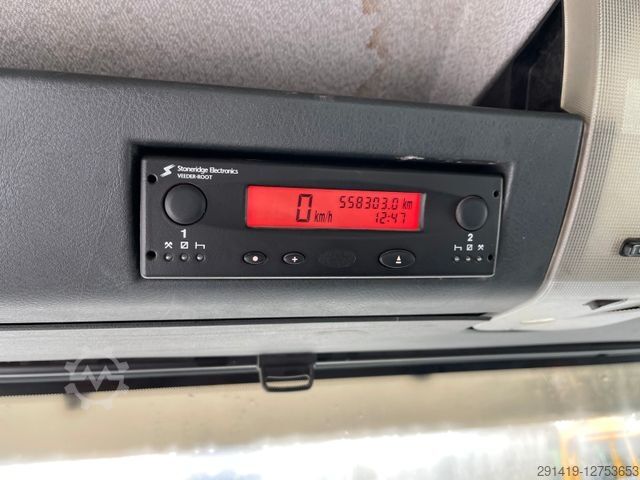 Stoneridge Electronics
VEEDER-ROOT
0 km/h
558303.0 km
12:47
1
2
291419-12753653